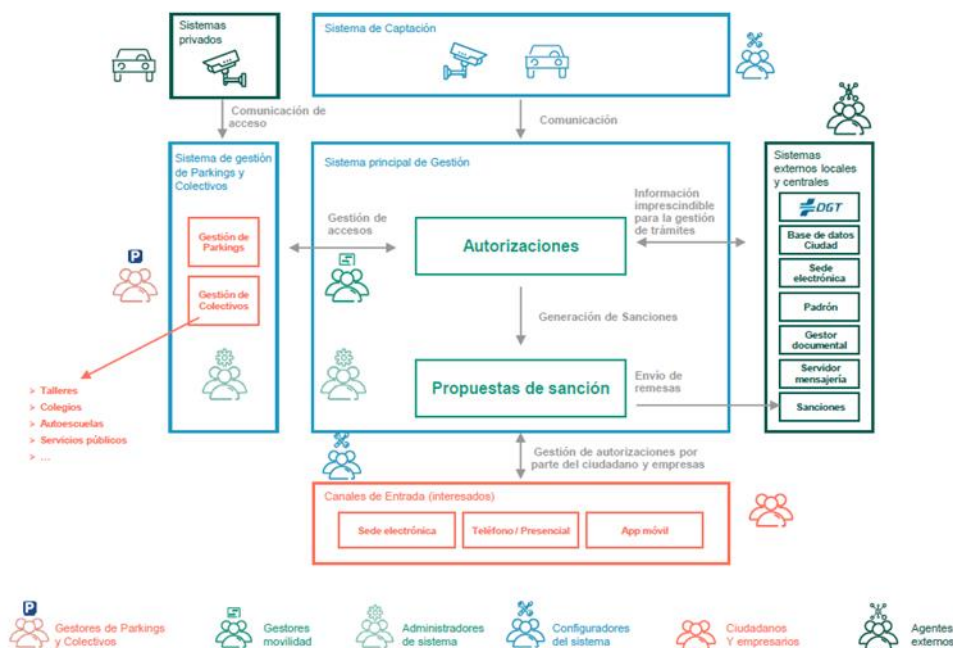 Sistemas
privados
Sistema de Captación
Comunicación de
acceso
Comunicación
Sistema de gestión
de Parkings y
Colectivos
Gestión de
Parkings
Gestión de
Colectivos
P
> Talleres
> Colegios
> Autoescuelas
> Servicios públicos
> ...
Sistema principal de Gestión
Gestión de
accesos
Autorizaciones
Información
imprescindible
para la gestión
de trámites
Generación de Sanciones
Propuestas de sanción
Envío de
remesas
Sistemas
externos locales
y centrales
DGT
Base de datos
Ciudad
Sede
electrónica
Padrón
Gestor
documental
Servidor
mensajería
Sanciones
Gestión de autorizaciones por
parte del ciudadano y empresas
Canales de Entrada (interesados)
Sede electrónica
Teléfono / Presencial
App móvil
P
Gestores de Parkings
y Colectivos
Gestores
movilidad
Administradores
de sistema
Configuradores
del sistema
Ciudadanos
Y empresarios
Agentes
externos